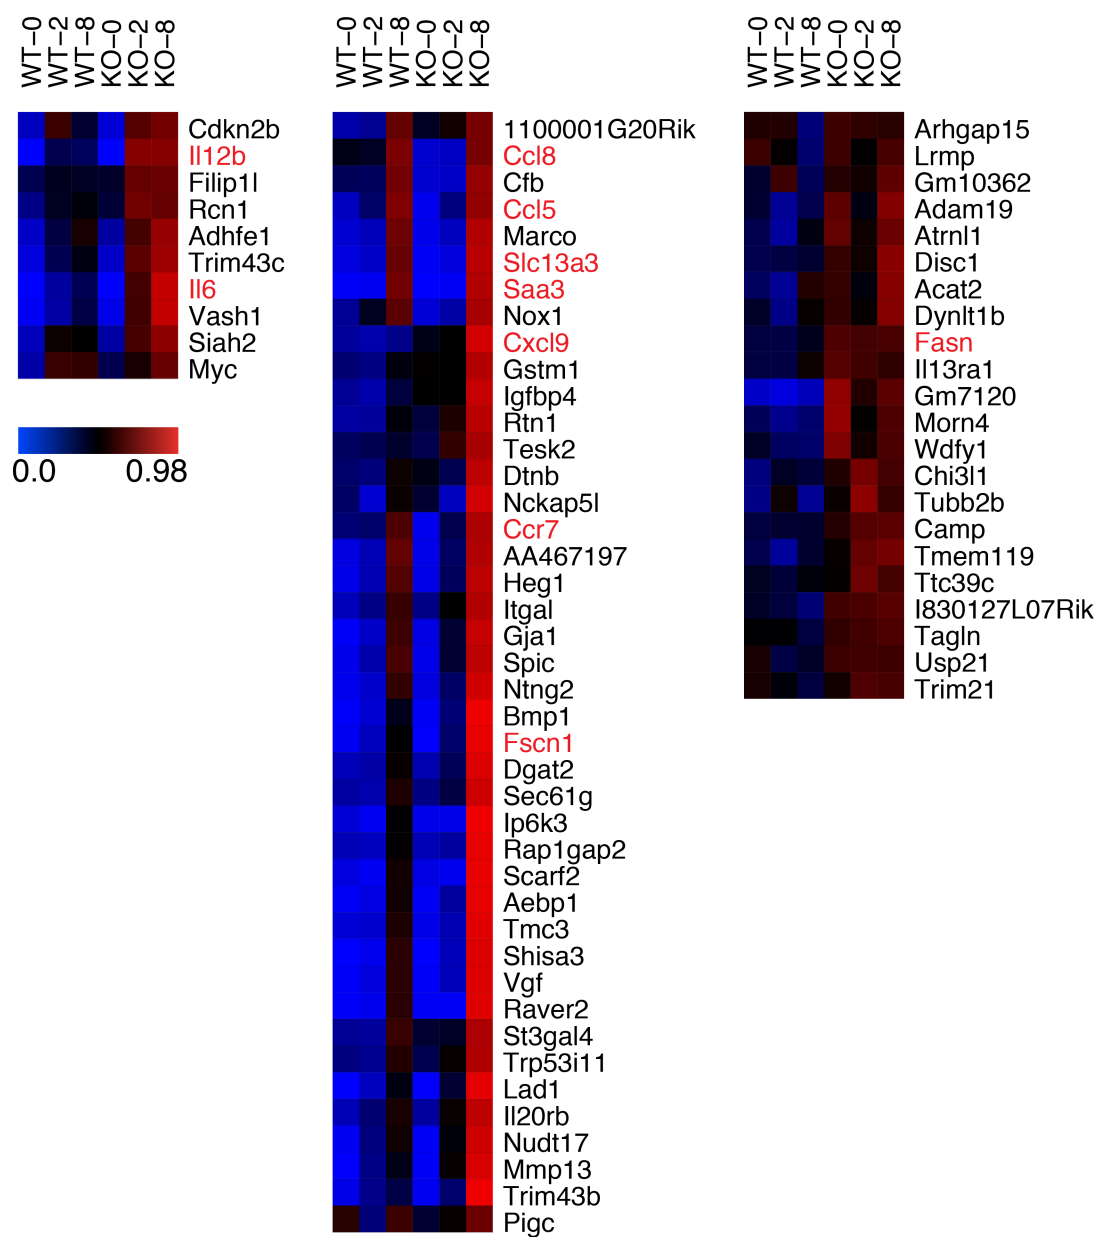 WT-0
WT-2
WT-8
KO-0
KO-2
KO-8
Cdkn2b
Il12b
Filip1l
Rcn1
Adhfe1
Trim43c
Il6
Vash1
Siah2
Myc
0.0 0.98
WT-0
WT-2
WT-8
KO-0
KO-2
KO-8
1100001G20Rik
Ccl8
Cfb
Ccl5
Marco
Slc13a3
Saa3
Nox1
Cxcl9
Gstm1
Igfbp4
Rtn1
Tesk2
Dtnb
Nckap5l
Ccr7
AA467197
Heg1
Itgal
Gja1
Spic
Ntng2
Bmp1
Fscn1
Dgat2
Sec61g
Ip6k3
Rap1gap2
Scarf2
Aebp1
Tmc3
Shisa3
Vgf
Raver2
St3gal4
Trp53i11
Lad1
Il20rb
Nudt17
Mmp13
Trim43b
Pigc
WT-0
WT-2
WT-8
KO-0
KO-2
KO-8
Arhgap15
Lrmp
Gm10362
Adam19
Atrnl1
Disc1
Acat2
Dynlt1b
Fasn
Il13ra1
Gm7120
Morn4
Wdfy1
Chi3l1
Tubb2b
Camp
Tmem119
Ttc39c
I830127L07Rik
Tagln
Usp21
Trim21